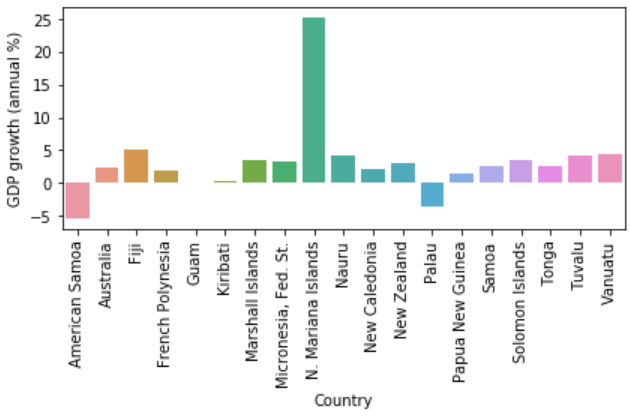 GDP growth (annual %)
25
20
15
10
5
0
−5
American Samoa
Australia
Fiji
French Polynesia
Guam
Kiribati
Marshall Islands
Micronesia, Fed. St.
N. Mariana Islands
Nauru
New Caledonia
New Zealand
Palau
Papua New Guinea
Samoa
Solomon Islands
Tonga
Tuvalu
Vanuatu
Country